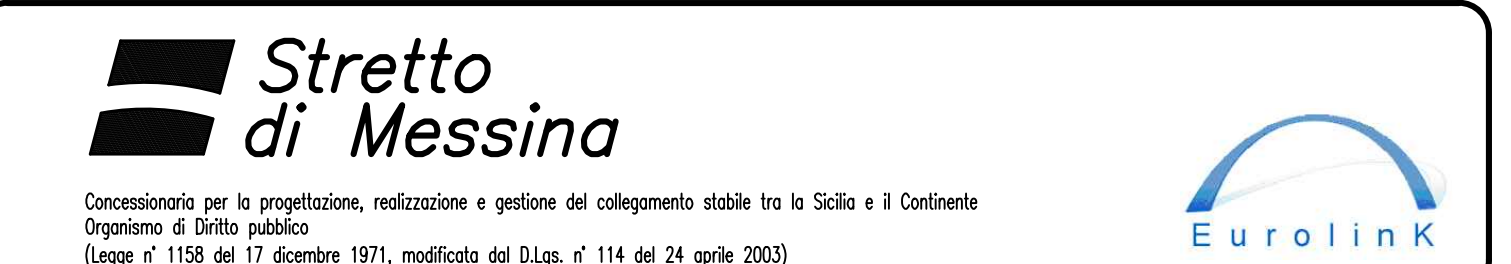 Stretto
di Messina
Concessionaria per la progettazione, realizzazione e gestione del collegamento stabile tra la Sicilia e il Continente
Organismo di Diritto pubblico
(Legge n° 1158 del 17 dicembre 1971, modificata dal D.Lgs. n° 114 del 24 aprile 2003)
EurolinK